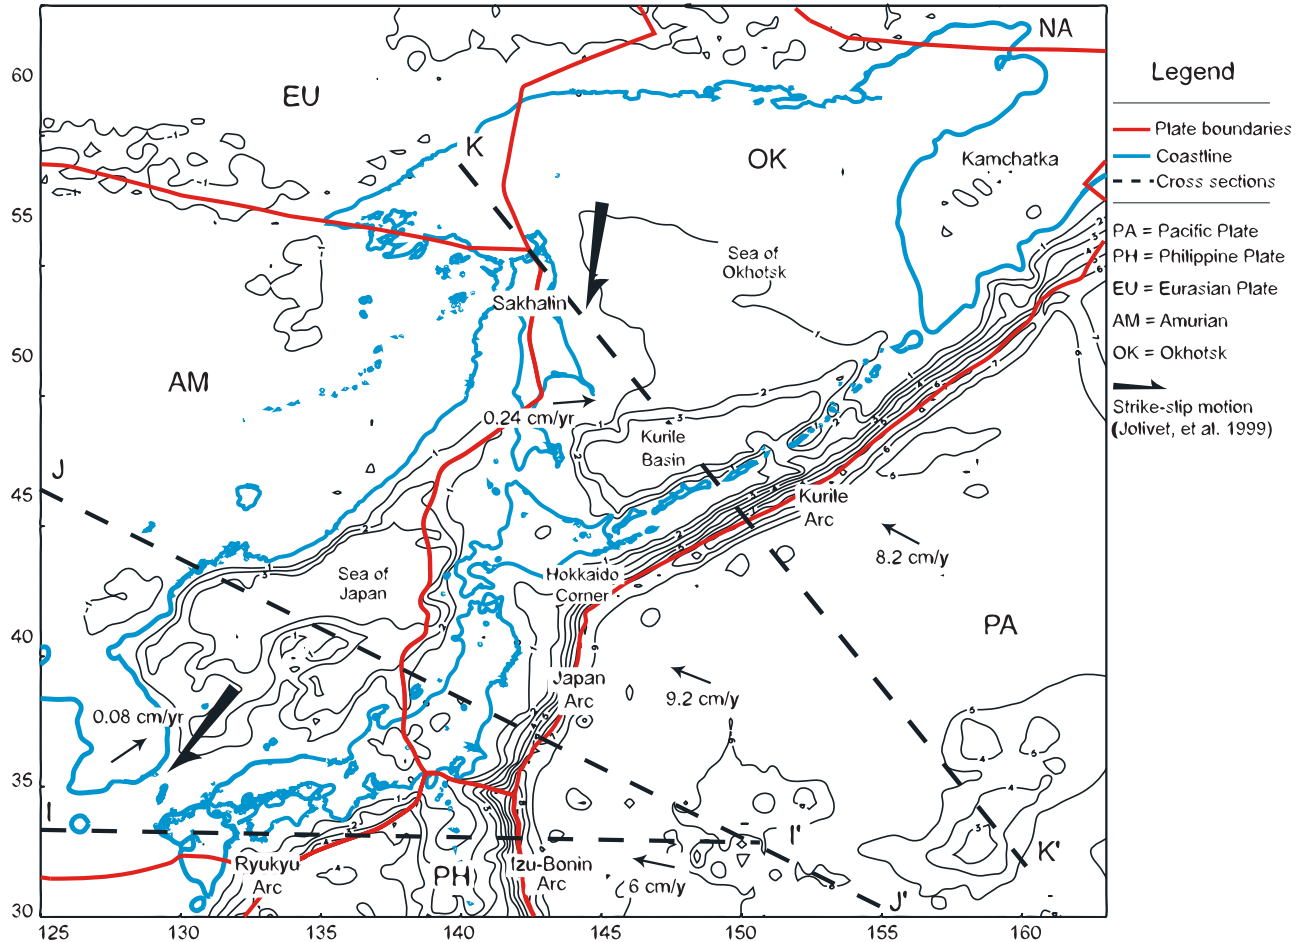 NA
60
EU
K
OK
Kamchatka
55
Sea of
Okhotsk
Sakhalin
50
AM
0.24 cm/yr
Kurile
Basin
J
45
Kurile
Arc
8.2 cm/y
Sea of
Japan
Hokkaido
Corner
40
PA
Japan
Arc
9.2 cm/y
0.08 cm/yr
35
I
I'
K'
Ryukyu
Arc
PH
Izu-Bonin
Arc
6 cm/y
J'
30
125
130
135
140
145
150
155
160
Legend
Plate boundaries
Coastline
Cross sections
PA = Pacific Plate
PH = Philippine Plate
EU = Eurasian Plate
AM = Amurian
OK = Okhotsk
Strike-slip motion
(Jolivet, et al. 1999)